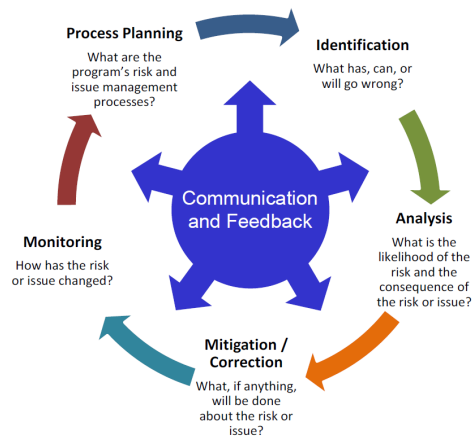 Process Planning
What are the
program's risk and
issue management
processes?
Identification
What has, can, or
will go wrong?
Communication
and Feedback
Analysis
What is the
likelihood of the
risk and the
consequence of
the risk or issue?
Monitoring
How has the risk
or issue changed?
Mitigation /
Correction
What, if anything,
will be done
about the risk or
issue?